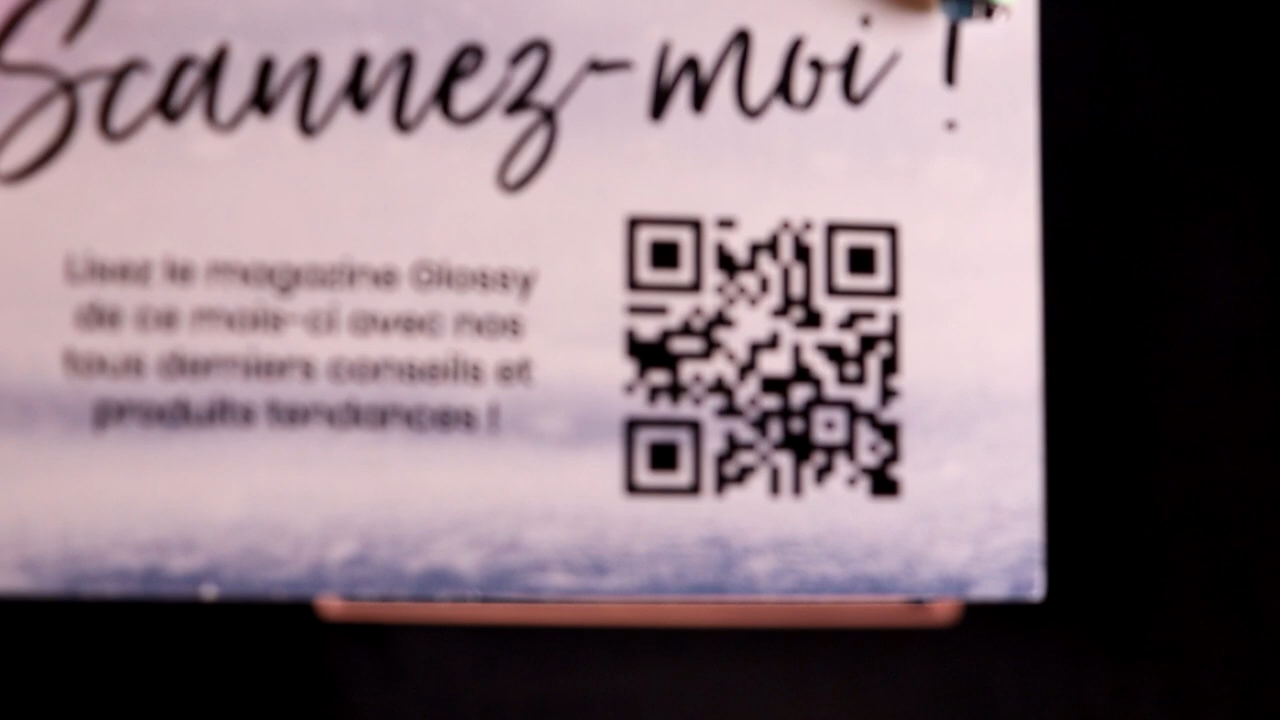 Scannez-moi !
Lisez le magazine Glossy
de ce mois-ci avec nos
tous derniers conseils et
produits tendances !